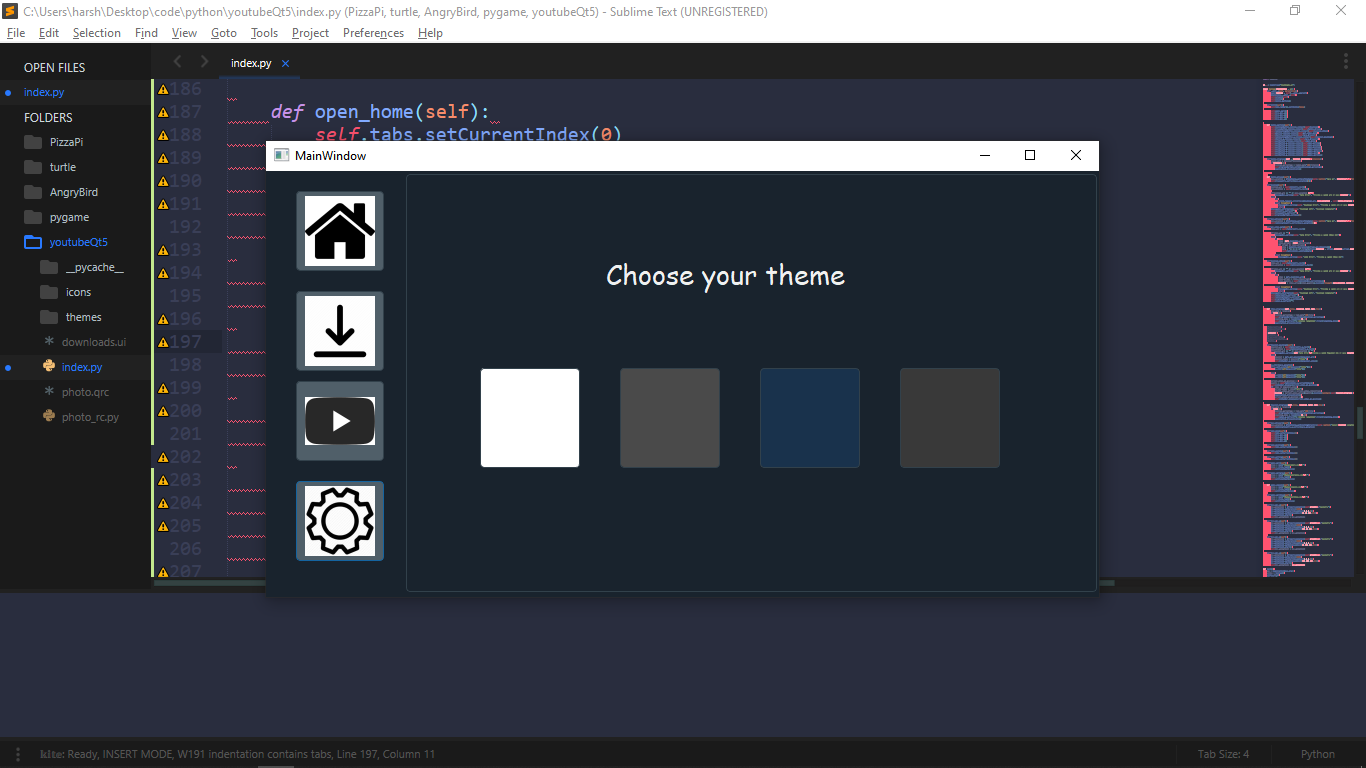 C:\Users\harsh\Desktop\code\python\youtubeQt5\index.py (PizzaPi, turtle, AngryBird, pygame, youtubeQt5) - Sublime Text (UNREGISTERED)
File Edit Selection Find View Goto Tools Project Preferences Help
OPEN FILES
index.py
FOLDERS
PizzaPi
turtle
AngryBird
pygame
youtubeQt5
__pycache__
icons
themes
downloads.ui
index.py
photo.qrc
photo_rc.py
index.py
186
187 def open_home(self):
188 self.tabs.setCurrentIndex(0)
189
190
191
192
193
194
195
196
197
198
199
200
201
202
203
204
205
206
207
MainWindow
Choose your theme
kite: Ready, INSERT MODE, W191 indentation contains tabs, Line 197, Column 11
Tab Size: 4
Python